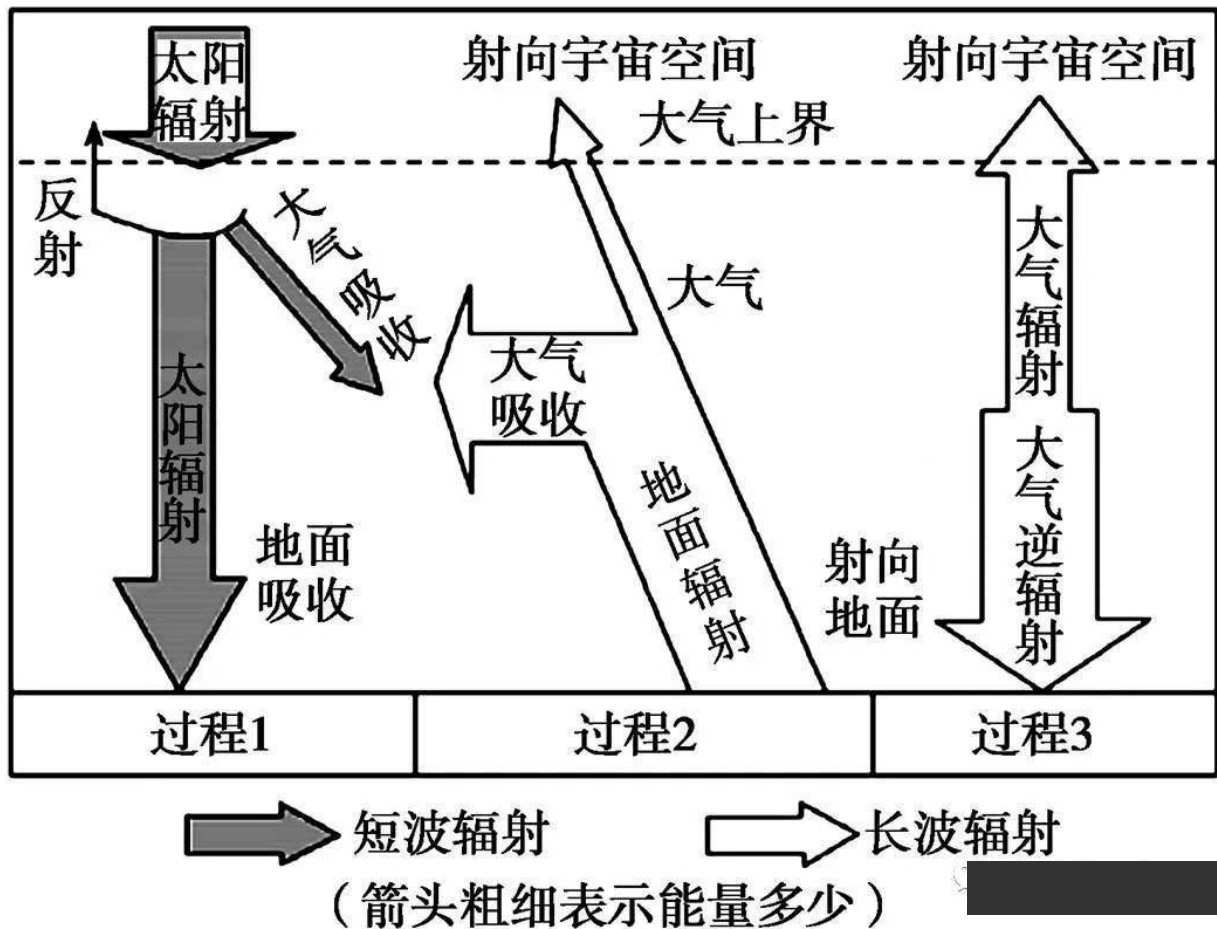 太阳
辐射
射向宇宙空间
射向宇宙空间
大气上界
反
射
大气吸收
大气
大气辐射
大气
吸收
太阳辐射
地面
吸收
地面辐射
射向
地面
大气逆辐射
过程1
过程2
过程3
短波辐射
长波辐射
（箭头粗细表示能量多少）